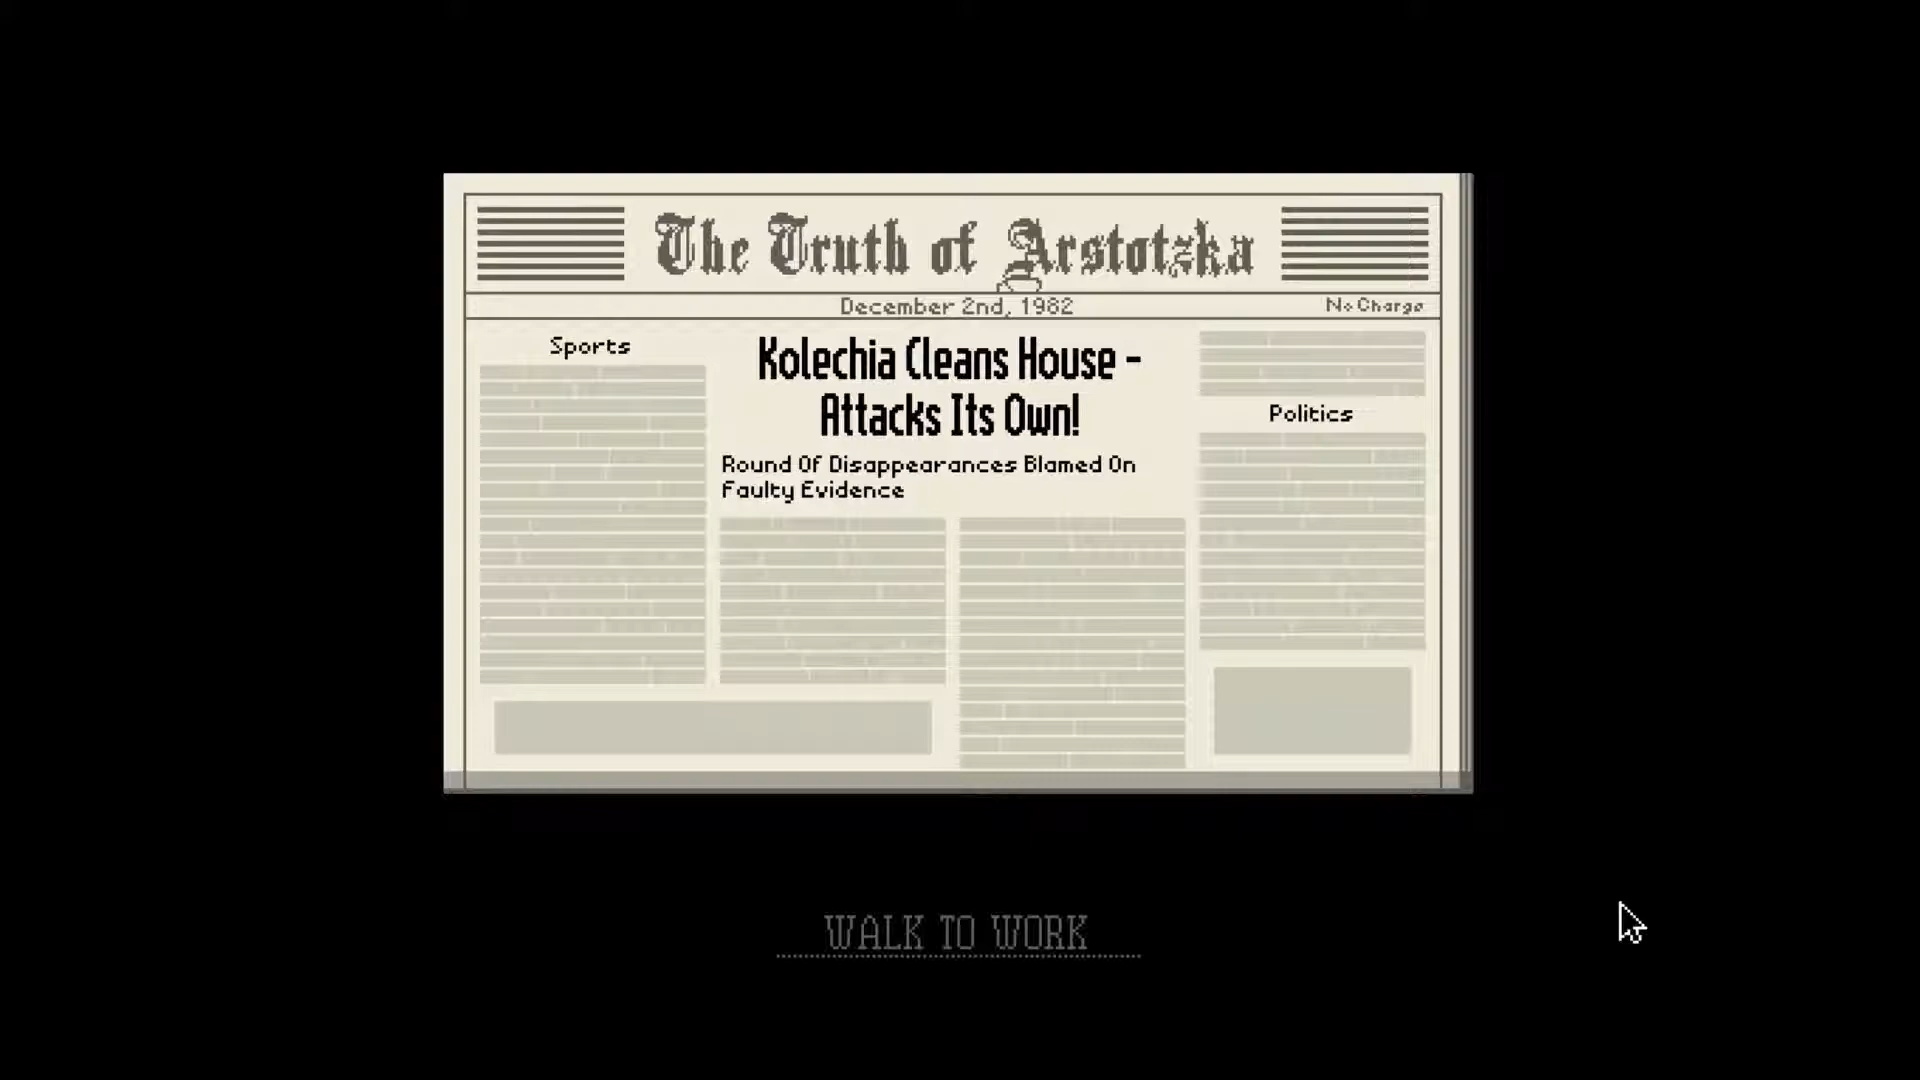 The Truth of Arstotzka
December 2nd, 1982
No Charge
Sports
Kolechia Cleans House -
Attacks Its Own!
Round Of Disappearances Blamed On
Faulty Evidence
Politics
WALK TO WORK